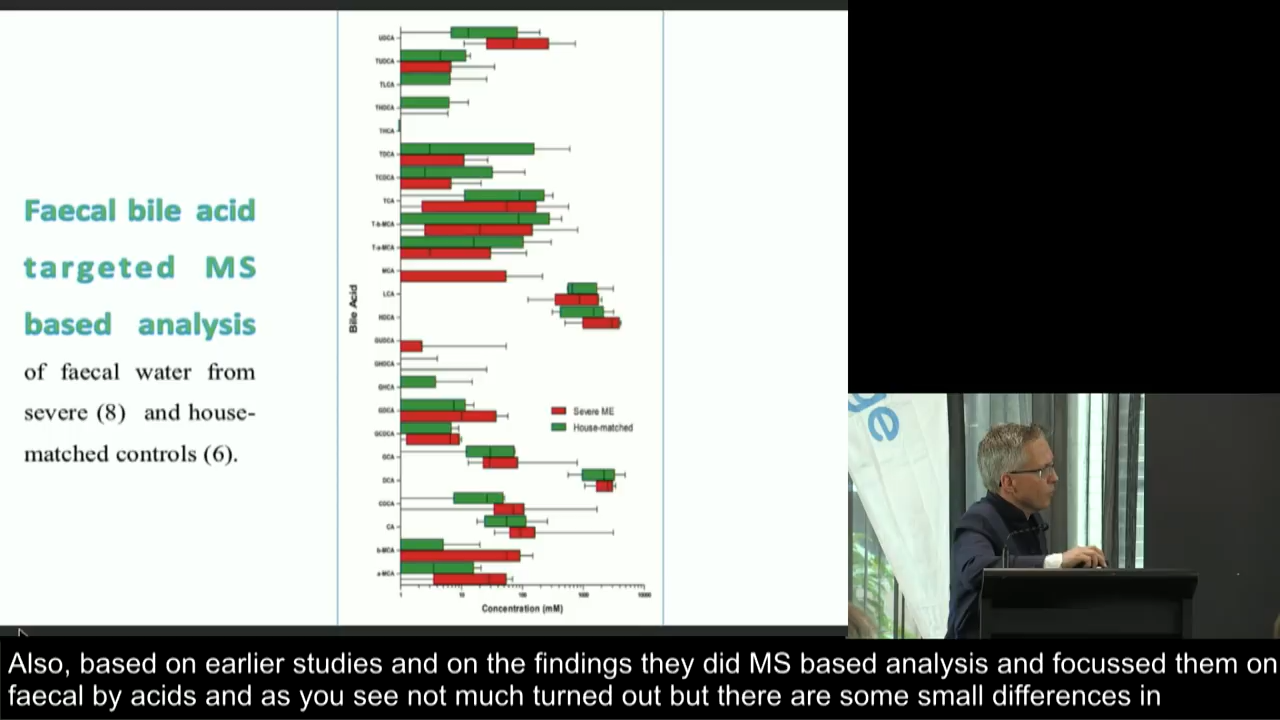 Faecal bile acid
targeted MS
based analysis
of faecal water from
severe (8) and house-
matched controls (6).
Bile Acid
UDCA
TUDCA
TLCA
THDCA
THCA
TDCA
TCDCA
TCA
T-b-MCA
T-a-MCA
MCA
LCA
HDCA
GUDCA
GHDCA
GHCA
GDCA
GCDCA
GCA
DCA
CDCA
CA
b-MCA
a-MCA
Severe ME
House-matched
1 10 100 1000 10000
Concentration (mM)
ge
Also, based on earlier studies and on the findings they did MS based analysis and focussed them on
faecal by acids and as you see not much turned out but there are some small differences in